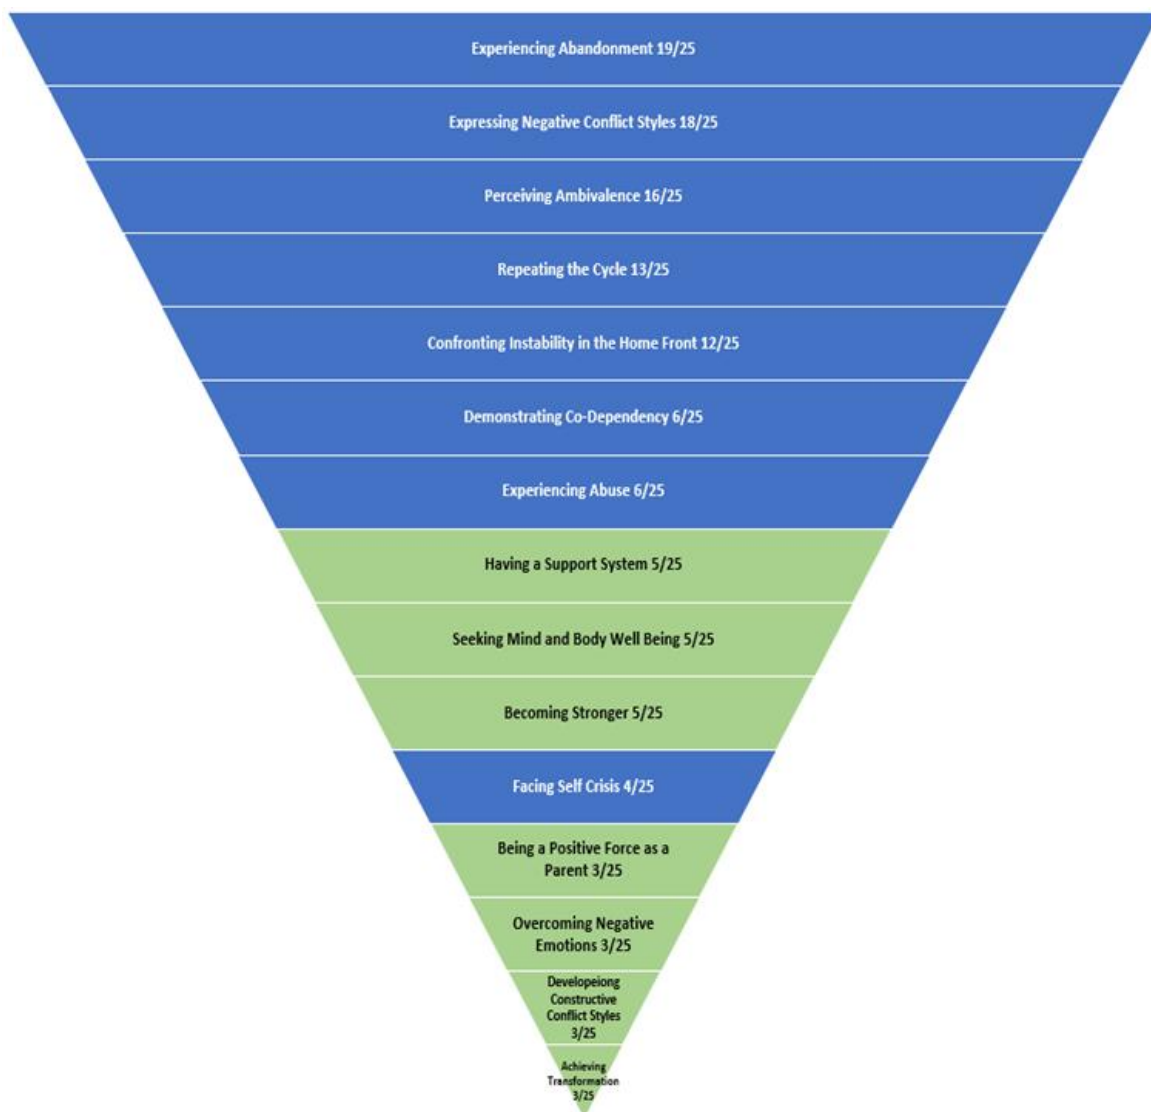 Experiencing Abandonment 19/25
Expressing Negative Conflict Styles 18/25
Perceiving Ambivalence 16/25
Repeating the Cycle 13/25
Confronting Instability in the Home Front 12/25
Demonstrating Co-Dependency 6/25
Experiencing Abuse 6/25
Having a Support System 5/25
Seeking Mind and Body Well Being 5/25
Becoming Stronger 5/25
Facing Self Crisis 4/25
Being a Positive Force as a
Parent 3/25
Overcoming Negative
Emotions 3/25
Developeiong
Constructive
Conflict Styles
3/25
Achieving
Transformation
3/25